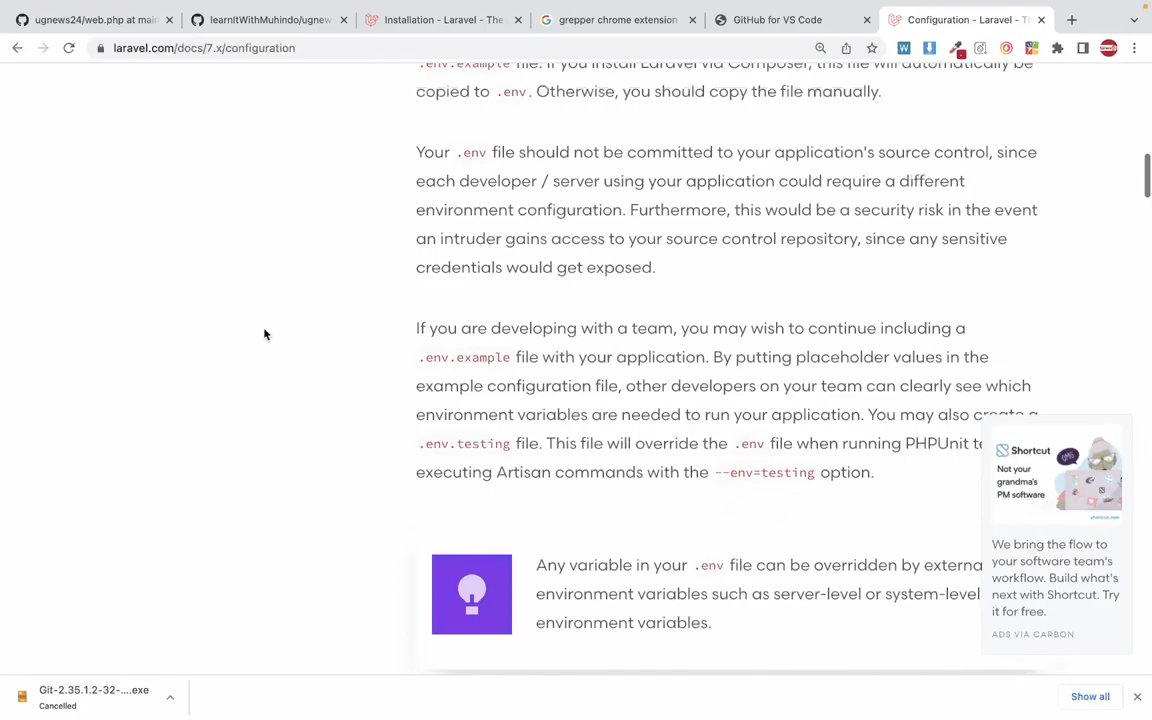 ugnews24/web.php at mai
learnItWithMuhindo/ugnew
Installation - Laravel - The
grepper chrome extension
GitHub for VS Code
Configuration - Laravel - Th
laravel.com/docs/7.x/configuration
.env.example file. If you install Laravel via Composer, this file will automatically be
copied to .env. Otherwise, you should copy the file manually.
Your .env file should not be committed to your application's source control, since
each developer / server using your application could require a different
environment configuration. Furthermore, this would be a security risk in the event
an intruder gains access to your source control repository, since any sensitive
credentials would get exposed.
If you are developing with a team, you may wish to continue including a
.env.example file with your application. By putting placeholder values in the
example configuration file, other developers on your team can clearly see which
environment variables are needed to run your application. You may also create a
.env.testing file. This file will override the .env file when running PHPUnit te
executing Artisan commands with the --env=testing option.
Any variable in your .env file can be overridden by externa
environment variables such as server-level or system-level
environment variables.
Shortcut
Not your
grandma's
PM software
shortcut.com
We bring the flow to
your software team's
workflow. Build what's
next with Shortcut. Try
it for free.
ADS VIA CARBON
Git-2.35.1.2-32-....exe
Cancelled
Show all